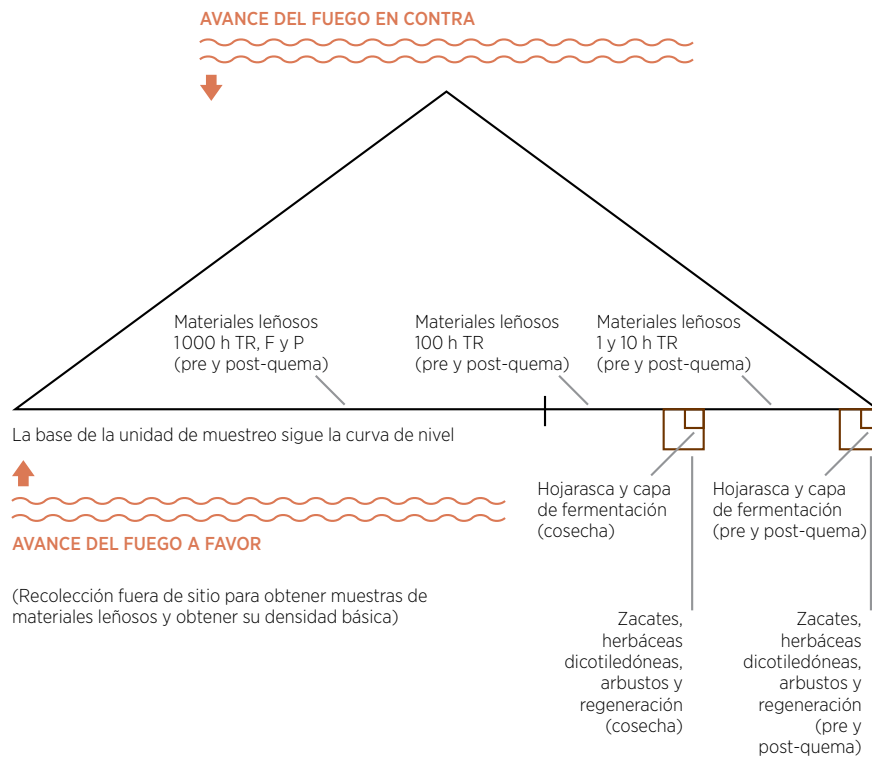 AVANCE DEL FUEGO EN CONTRA
Materiales leñosos
1000 h TR, F y P
(pre y post-quema)
Materiales leñosos
100 h TR
(pre y post-quema)
Materiales leñosos
1 y 10 h TR
(pre y post-quema)
La base de la unidad de muestreo sigue la curva de nivel
AVANCE DEL FUEGO A FAVOR
(Recolección fuera de sitio para obtener muestras de
materiales leñosos y obtener su densidad básica)
Hojarasca y capa
de fermentación
(cosecha)
Hojarasca y capa
de fermentación
(pre y post-quema)
Zacates,
herbáceas
dicotiledóneas,
arbustos y
regeneración
(cosecha)
Zacates,
herbáceas
dicotiledóneas,
arbustos y
regeneración
(pre y
post-quema)